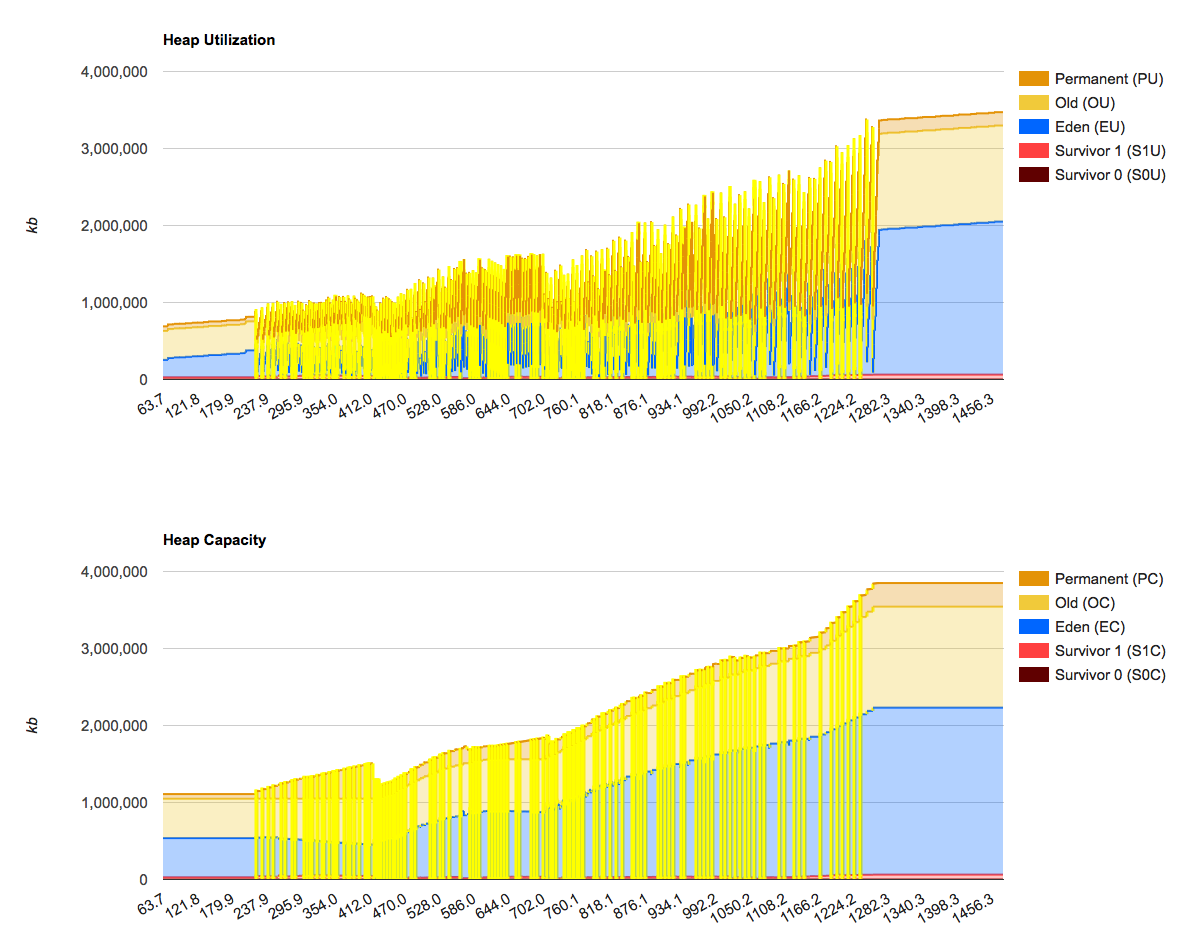 Heap Utilization
4,000,000
3,000,000
2,000,000
1,000,000
0
kb
63.7 121.8 179.9 237.9 295.9 354.0 412.0 470.0 528.0 586.0 644.0 702.0 760.1 818.1 876.1 934.1 992.2 1050.2 1108.2 1166.2 1224.2 1282.3 1340.3 1398.3 1456.3
Permanent (PU)
Old (OU)
Eden (EU)
Survivor 1 (S1U)
Survivor 0 (S0U)
Heap Capacity
4,000,000
3,000,000
2,000,000
1,000,000
0
kb
63.7 121.8 179.9 237.9 295.9 354.0 412.0 470.0 528.0 586.0 644.0 702.0 760.1 818.1 876.1 934.1 992.2 1050.2 1108.2 1166.2 1224.2 1282.3 1340.3 1398.3 1456.3
Permanent (PC)
Old (OC)
Eden (EC)
Survivor 1 (S1C)
Survivor 0 (S0C)